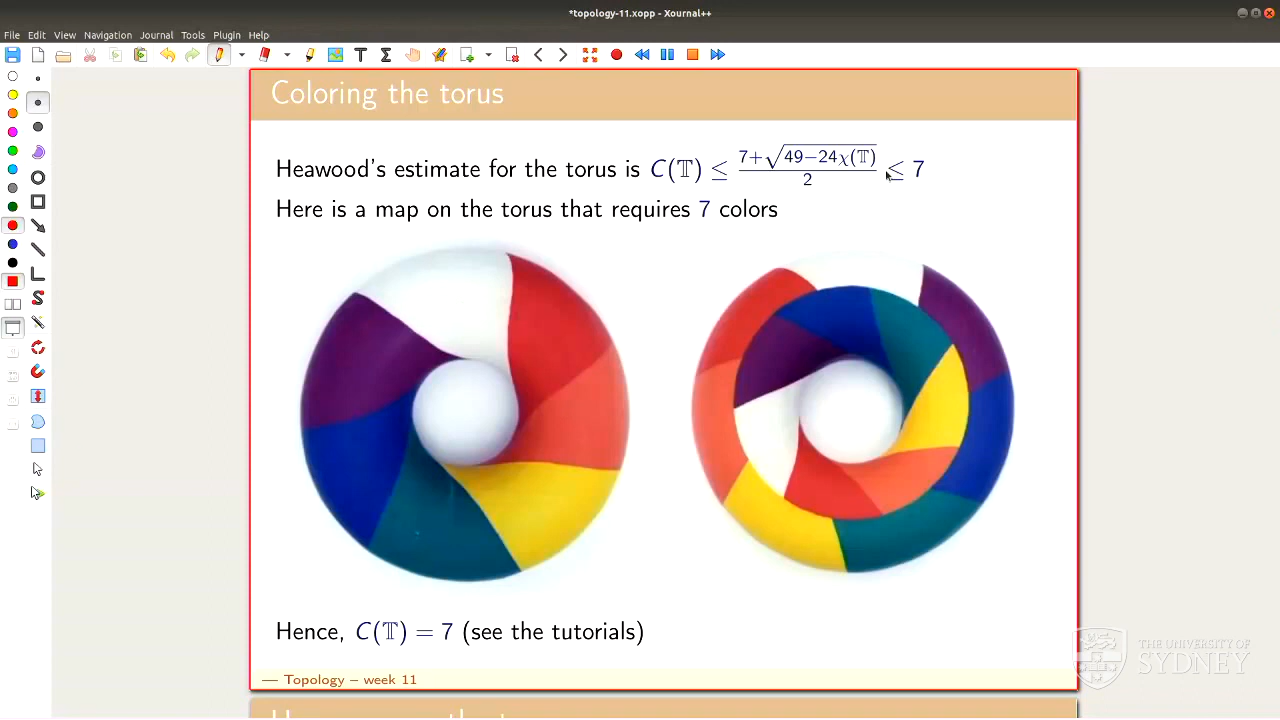 *topology-11.xopp - Xournal++
File Edit View Navigation Journal Tools Plugin Help
Coloring the torus
Heawood's estimate for the torus is C(𝕋) ≤ (7+√(49−24χ(𝕋)))/2 ≤ 7
Here is a map on the torus that requires 7 colors
Hence, C(𝕋) = 7 (see the tutorials)
— Topology – week 11
THE UNIVERSITY OF
SYDNEY